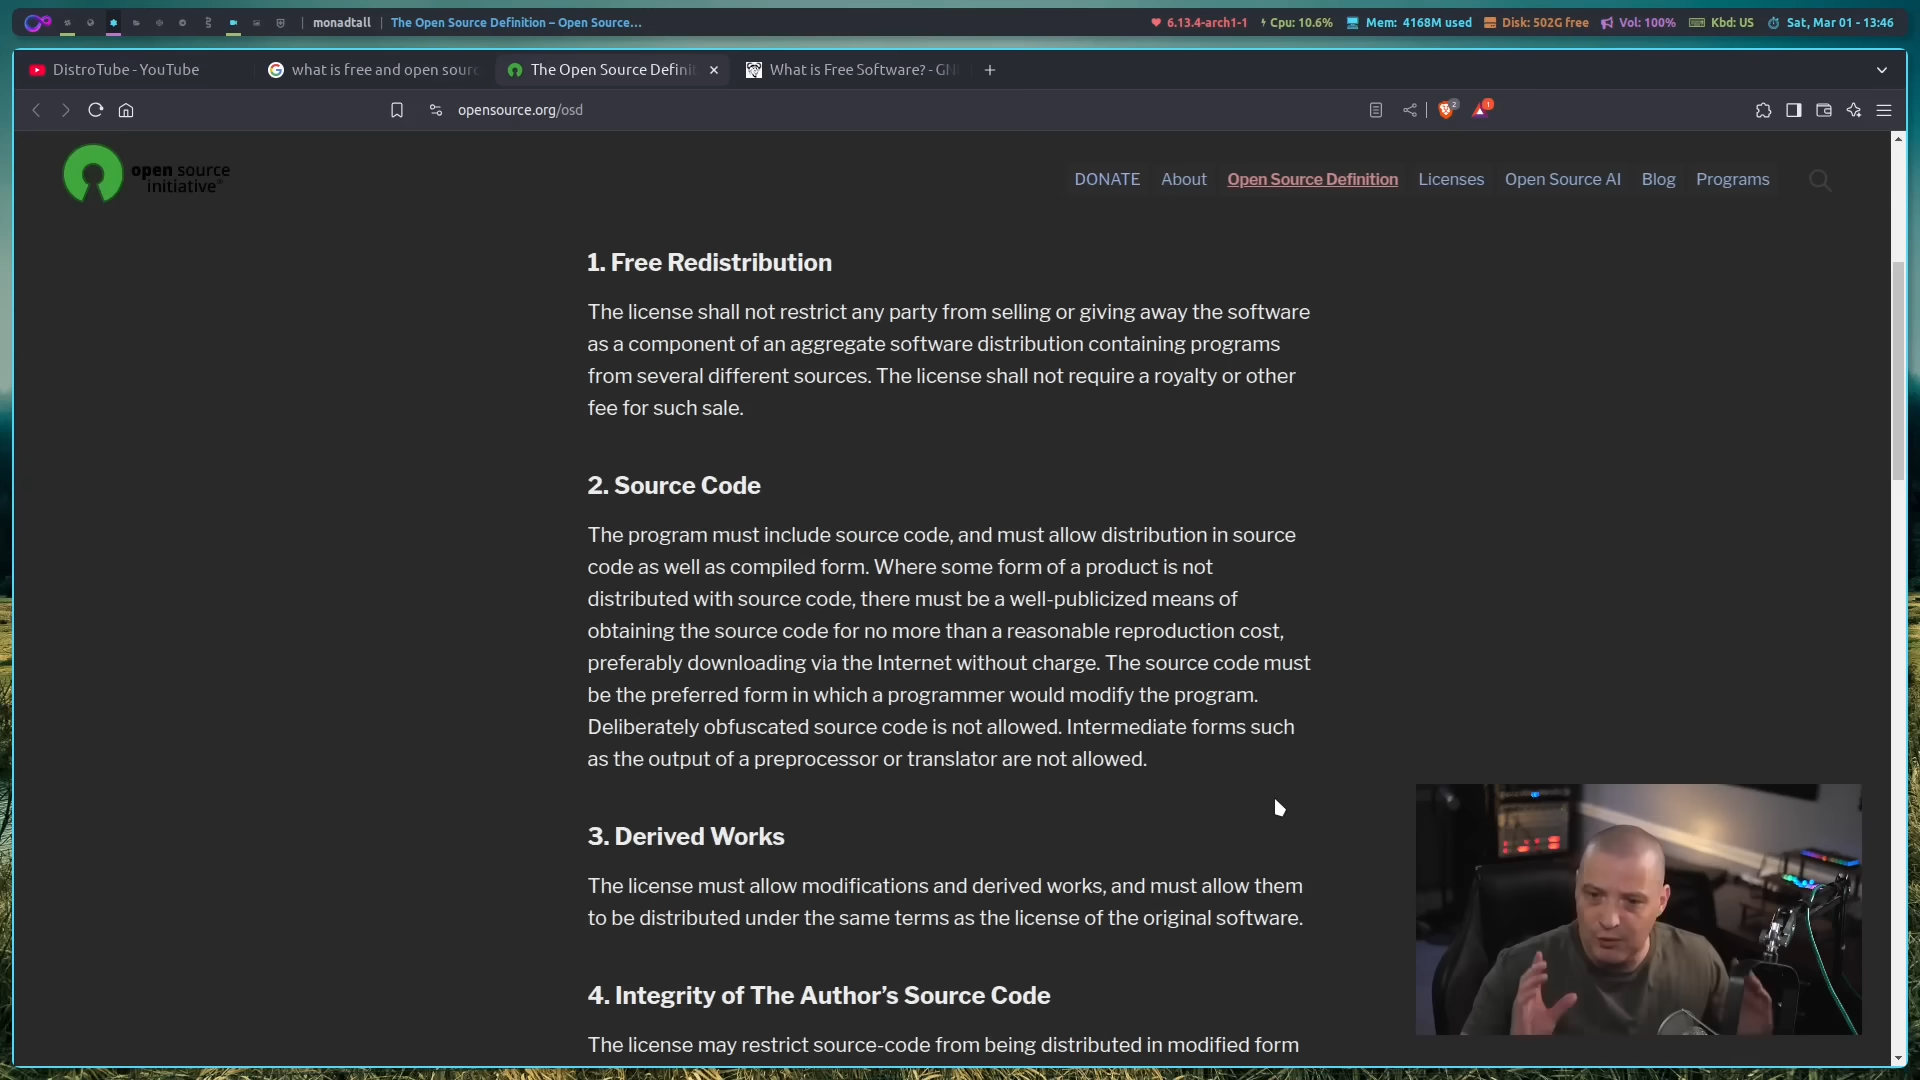 monadtall
The Open Source Definition – Open Source...
6.13.4-arch1-1
Cpu: 10.6%
Mem: 4168M used
Disk: 502G free
Vol: 100%
Kbd: US
Sat, Mar 01 - 13:46
DistroTube - YouTube
what is free and open sour
The Open Source Defini
What is Free Software? - GN
opensource.org/osd
2
1
open source
initiative®
DONATE
About
Open Source Definition
Licenses
Open Source AI
Blog
Programs
1. Free Redistribution
The license shall not restrict any party from selling or giving away the software
as a component of an aggregate software distribution containing programs
from several different sources. The license shall not require a royalty or other
fee for such sale.
2. Source Code
The program must include source code, and must allow distribution in source
code as well as compiled form. Where some form of a product is not
distributed with source code, there must be a well-publicized means of
obtaining the source code for no more than a reasonable reproduction cost,
preferably downloading via the Internet without charge. The source code must
be the preferred form in which a programmer would modify the program.
Deliberately obfuscated source code is not allowed. Intermediate forms such
as the output of a preprocessor or translator are not allowed.
3. Derived Works
The license must allow modifications and derived works, and must allow them
to be distributed under the same terms as the license of the original software.
4. Integrity of The Author’s Source Code
The license may restrict source-code from being distributed in modified form